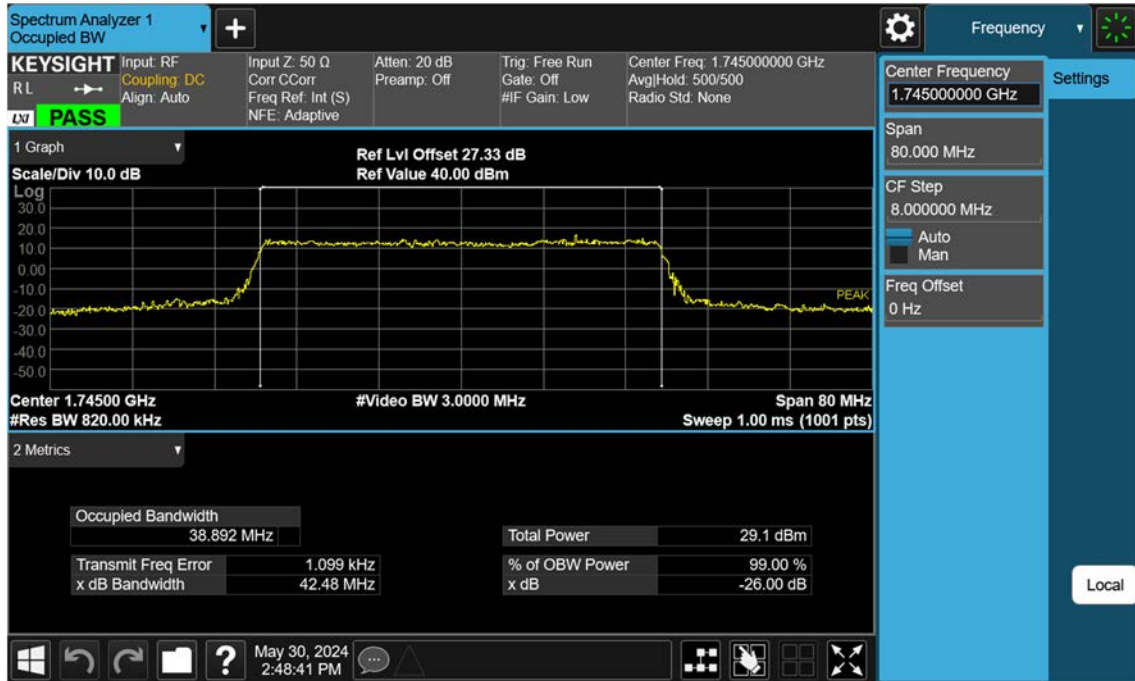 Spectrum Analyzer 1
Occupied BW
+
Frequency
KEYSIGHT
R L
LXI PASS
Input: RF
Coupling: DC
Align: Auto
Input Z: 50 Ω
Corr CCorr
Freq Ref: Int (S)
NFE: Adaptive
Atten: 20 dB
Preamp: Off
Trig: Free Run
Gate: Off
#IF Gain: Low
Center Freq: 1.745000000 GHz
Avg|Hold: 500/500
Radio Std: None
1 Graph
Scale/Div 10.0 dB
Ref Lvl Offset 27.33 dB
Ref Value 40.00 dBm
Log
30.0
20.0
10.0
0.00
-10.0
-20.0
-30.0
-40.0
-50.0
PEAK
Center 1.74500 GHz
#Res BW 820.00 kHz
#Video BW 3.0000 MHz
Span 80 MHz
Sweep 1.00 ms (1001 pts)
2 Metrics
Occupied Bandwidth
38.892 MHz
Transmit Freq Error 1.099 kHz
x dB Bandwidth 42.48 MHz
Total Power 29.1 dBm
% of OBW Power 99.00 %
x dB -26.00 dB
Center Frequency
1.745000000 GHz
Span
80.000 MHz
CF Step
8.000000 MHz
Auto
Man
Freq Offset
0 Hz
Settings
Local
?
May 30, 2024
2:48:41 PM